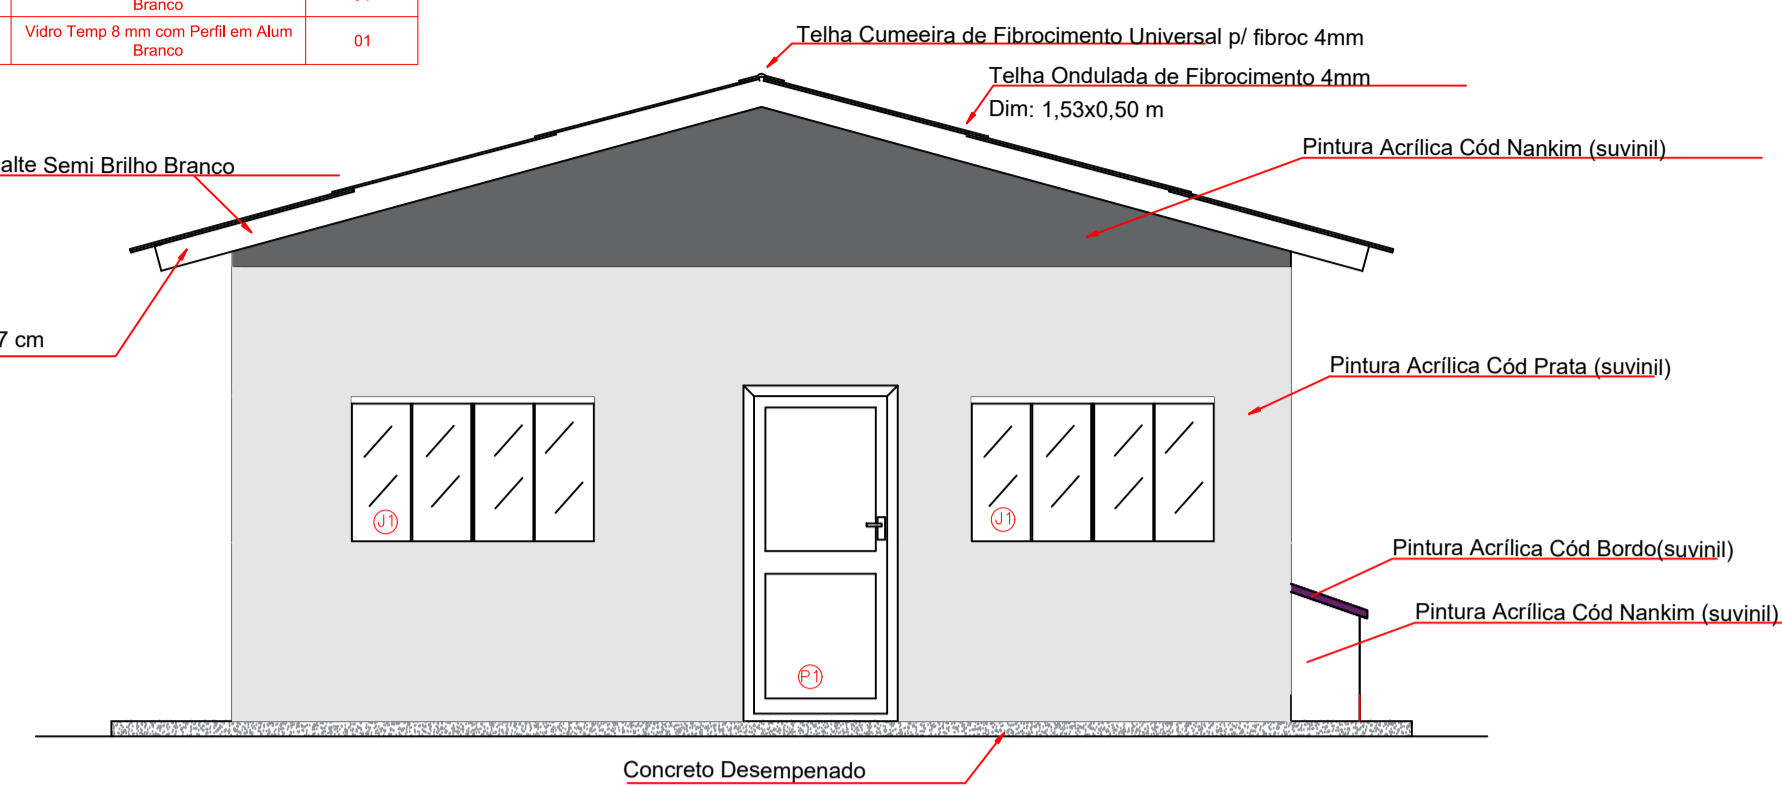 Branco
Vidro Temp 8 mm com Perfil em Alum
Branco
01
Telha Cumeeira de Fibrocimento Universal p/ fibroc 4mm
Telha Ondulada de Fibrocimento 4mm
Dim: 1,53x0,50 m
Pintura Acrílica Cód Nankim (suvinil)
alte Semi Brilho Branco
7 cm
Pintura Acrílica Cód Prata (suvinil)
J1
J1
Pintura Acrílica Cód Bordo(suvinil)
Pintura Acrílica Cód Nankim (suvinil)
P1
Concreto Desempenado